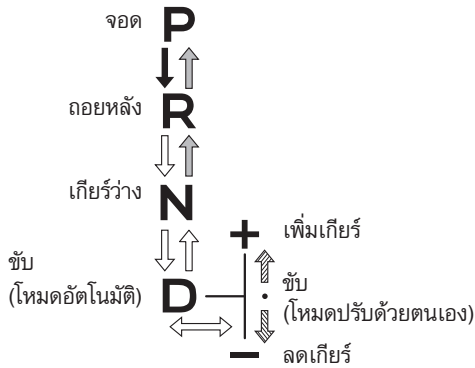 จอด P
ถอยหลัง R
เกียร์ว่าง N
+ เพิ่มเกียร์
ขับ
(โหมดอัตโนมัติ) D
ขับ
(โหมดปรับด้วยตนเอง)
− ลดเกียร์